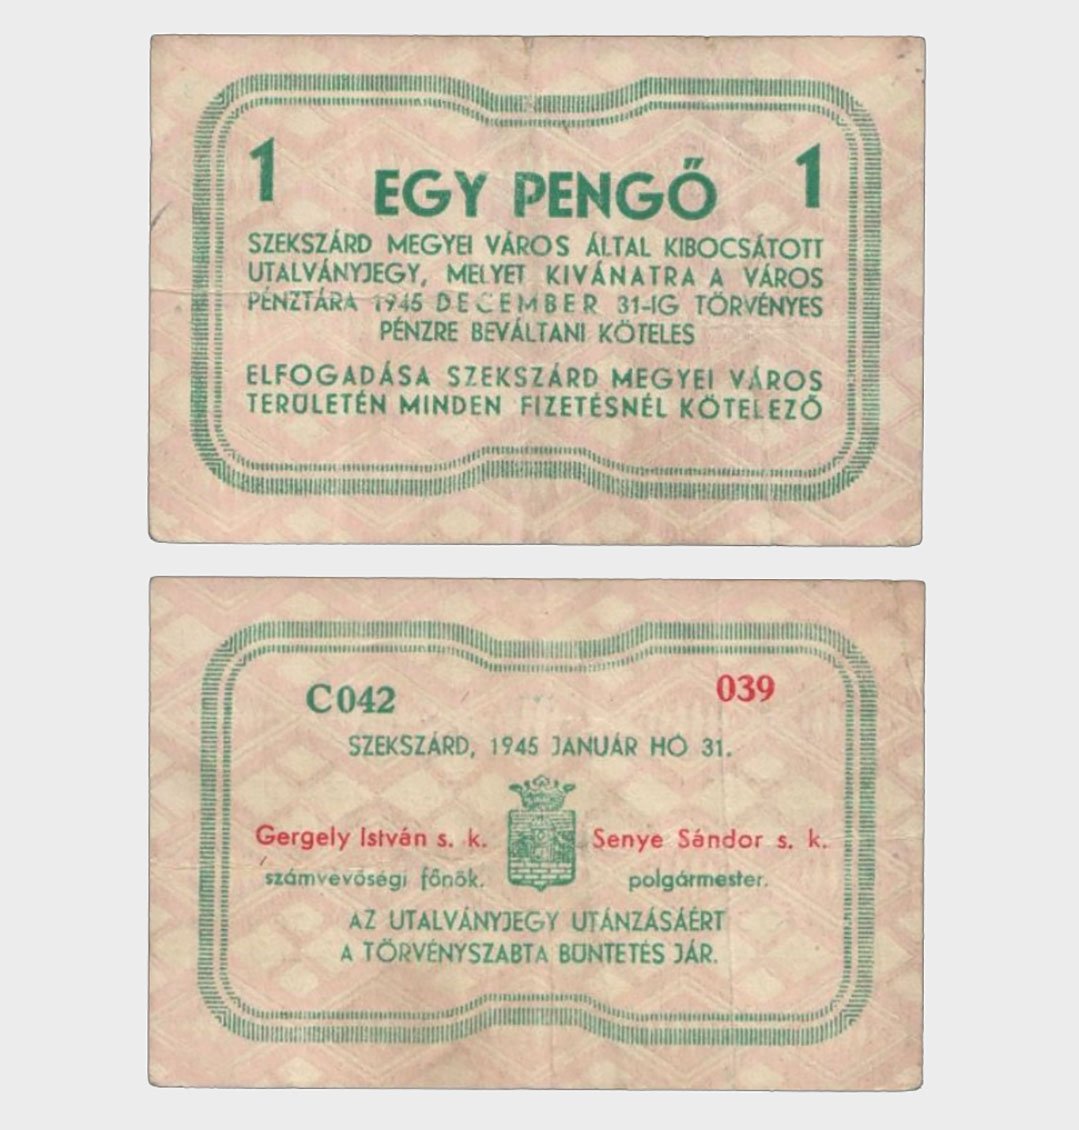 1 1
EGY PENGŐ
SZEKSZÁRD MEGYEI VÁROS ÁLTAL KIBOCSÁTOTT
UTALVÁNYJEGY, MELYET KIVÁNATRA A VÁROS
PÉNZTÁRA 1945 DECEMBER 31-IG TÖRVÉNYES
PÉNZRE BEVÁLTANI KÖTELES
ELFOGADÁSA SZEKSZÁRD MEGYEI VÁROS
TERÜLETÉN MINDEN FIZETÉSNÉL KÖTELEZŐ
C042 039
SZEKSZÁRD, 1945 JANUÁR HÓ 31.
Gergely István s. k. Senye Sándor s. k.
számvevőségi főnök. polgármester.
AZ UTALVÁNYJEGY UTÁNZÁSÁÉRT
A TÖRVÉNYSZABTA BÜNTETÉS JÁR.